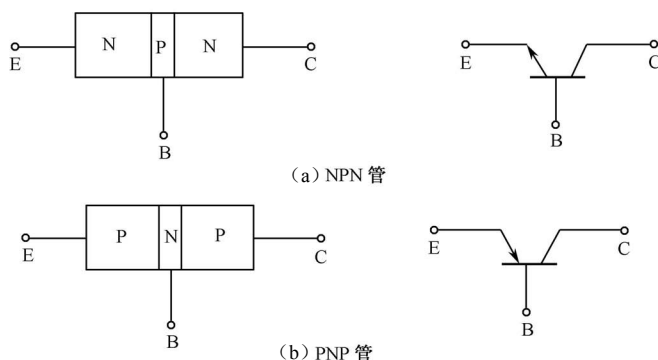 N P N
E C E C
B B
(a) NPN 管
P N P
E C E C
B B
(b) PNP 管